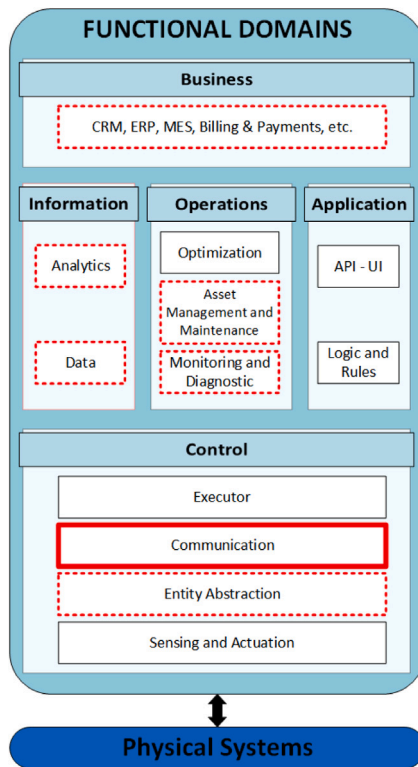 FUNCTIONAL DOMAINS
Business
CRM, ERP, MES, Billing & Payments, etc.
Information
Analytics
Data
Operations
Optimization
Asset
Management and
Maintenance
Monitoring and
Diagnostic
Application
API - UI
Logic and
Rules
Control
Executor
Communication
Entity Abstraction
Sensing and Actuation
Physical Systems